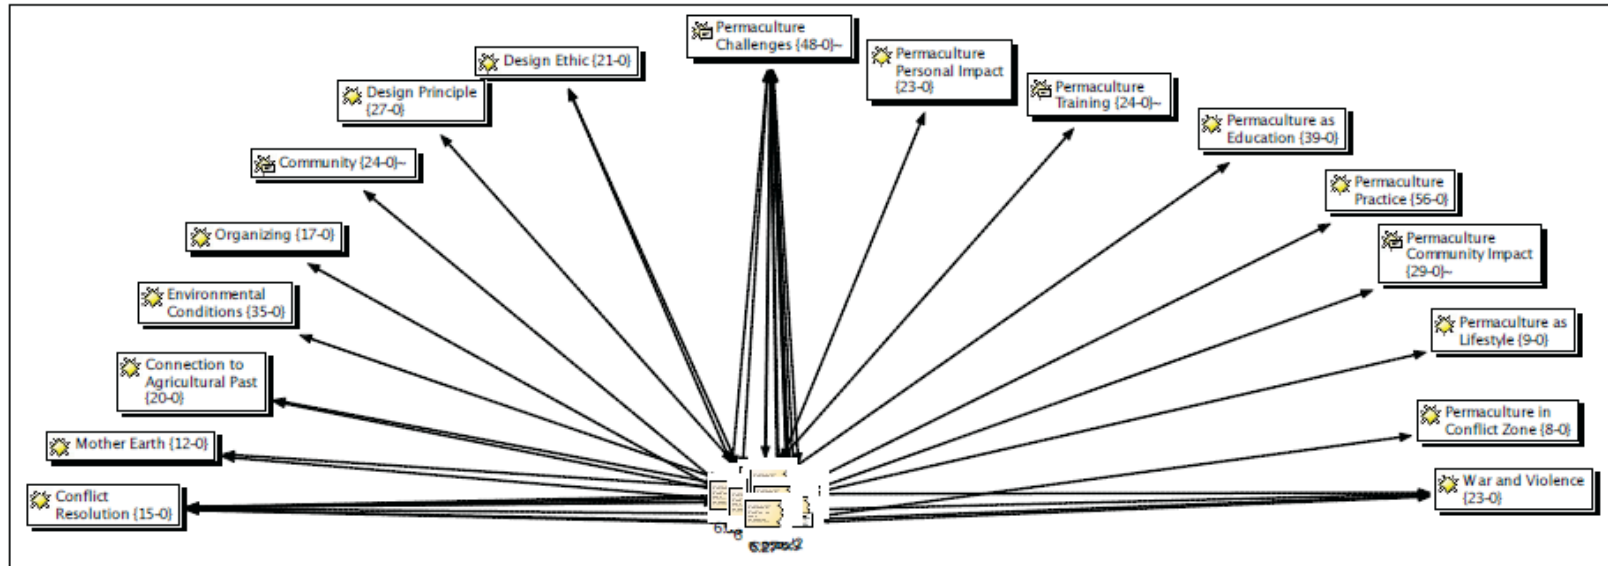 Permaculture
Challenges {48-0}~
Design Ethic {21-0}
Permaculture
Personal Impact
{23-0}
Design Principle
{27-0}
Permaculture
Training {24-0}~
Permaculture as
Education {39-0}
Community {24-0}~
Permaculture
Practice {56-0}
Organizing {17-0}
Permaculture
Community Impact
{29-0}~
Environmental
Conditions {35-0}
Permaculture as
Lifestyle {9-0}
Connection to
Agricultural Past
{20-0}
Permaculture in
Conflict Zone {8-0}
Mother Earth {12-0}
War and Violence
{23-0}
Conflict
Resolution {15-0}